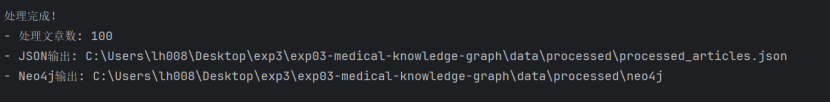 处理完成！
- 处理文章数: 100
- JSON输出: C:\Users\lh008\Desktop\exp3\exp03-medical-knowledge-graph\data\processed\processed_articles.json
- Neo4j输出: C:\Users\lh008\Desktop\exp3\exp03-medical-knowledge-graph\data\processed\neo4j